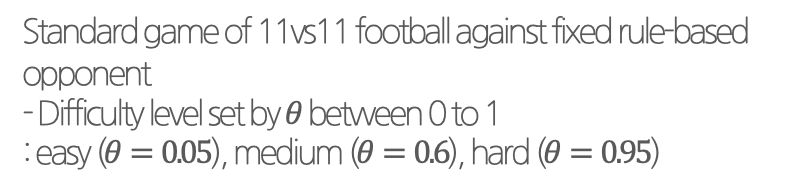 Standard game of 11vs11 football against fixed rule-based
opponent
- Difficulty level set by θ between 0 to 1
: easy (θ = 0.05), medium (θ = 0.6), hard (θ = 0.95)